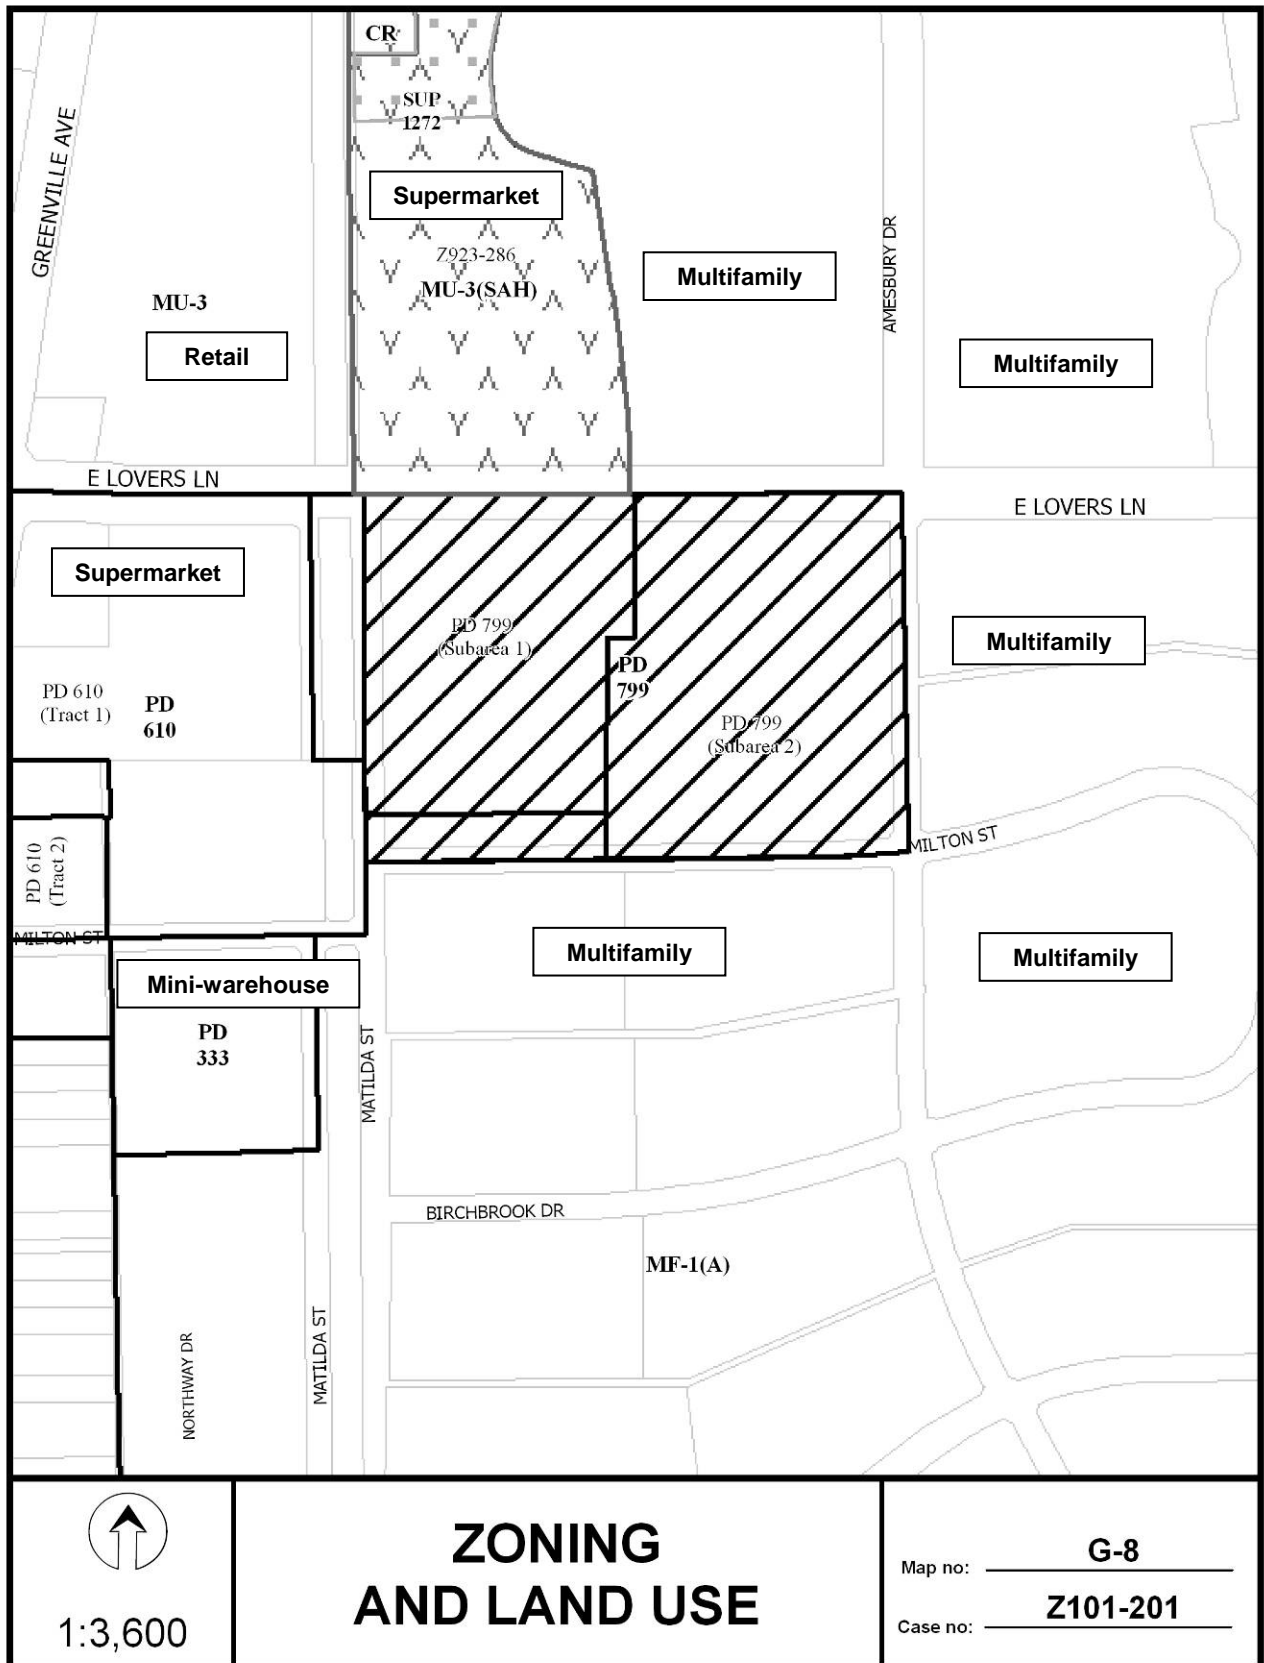 CR
SUP
1272
GREENVILLE AVE
Supermarket
Z923-286
MU-3(SAH)
Multifamily
AMESBURY DR
MU-3
Retail
Multifamily
E LOVERS LN
E LOVERS LN
Supermarket
PD 799
(Subarea 1)
Multifamily
PD
799
PD 610
(Tract 1)
PD
610
PD 799
(Subarea 2)
PD 610
(Tract 2)
MILTON ST
MILTON ST
Multifamily
Multifamily
Mini-warehouse
PD
333
MATILDA ST
BIRCHBROOK DR
MF-1(A)
MATILDA ST
NORTHWAY DR
1:3,600
ZONING
AND LAND USE
Map no: G-8
Case no: Z101-201